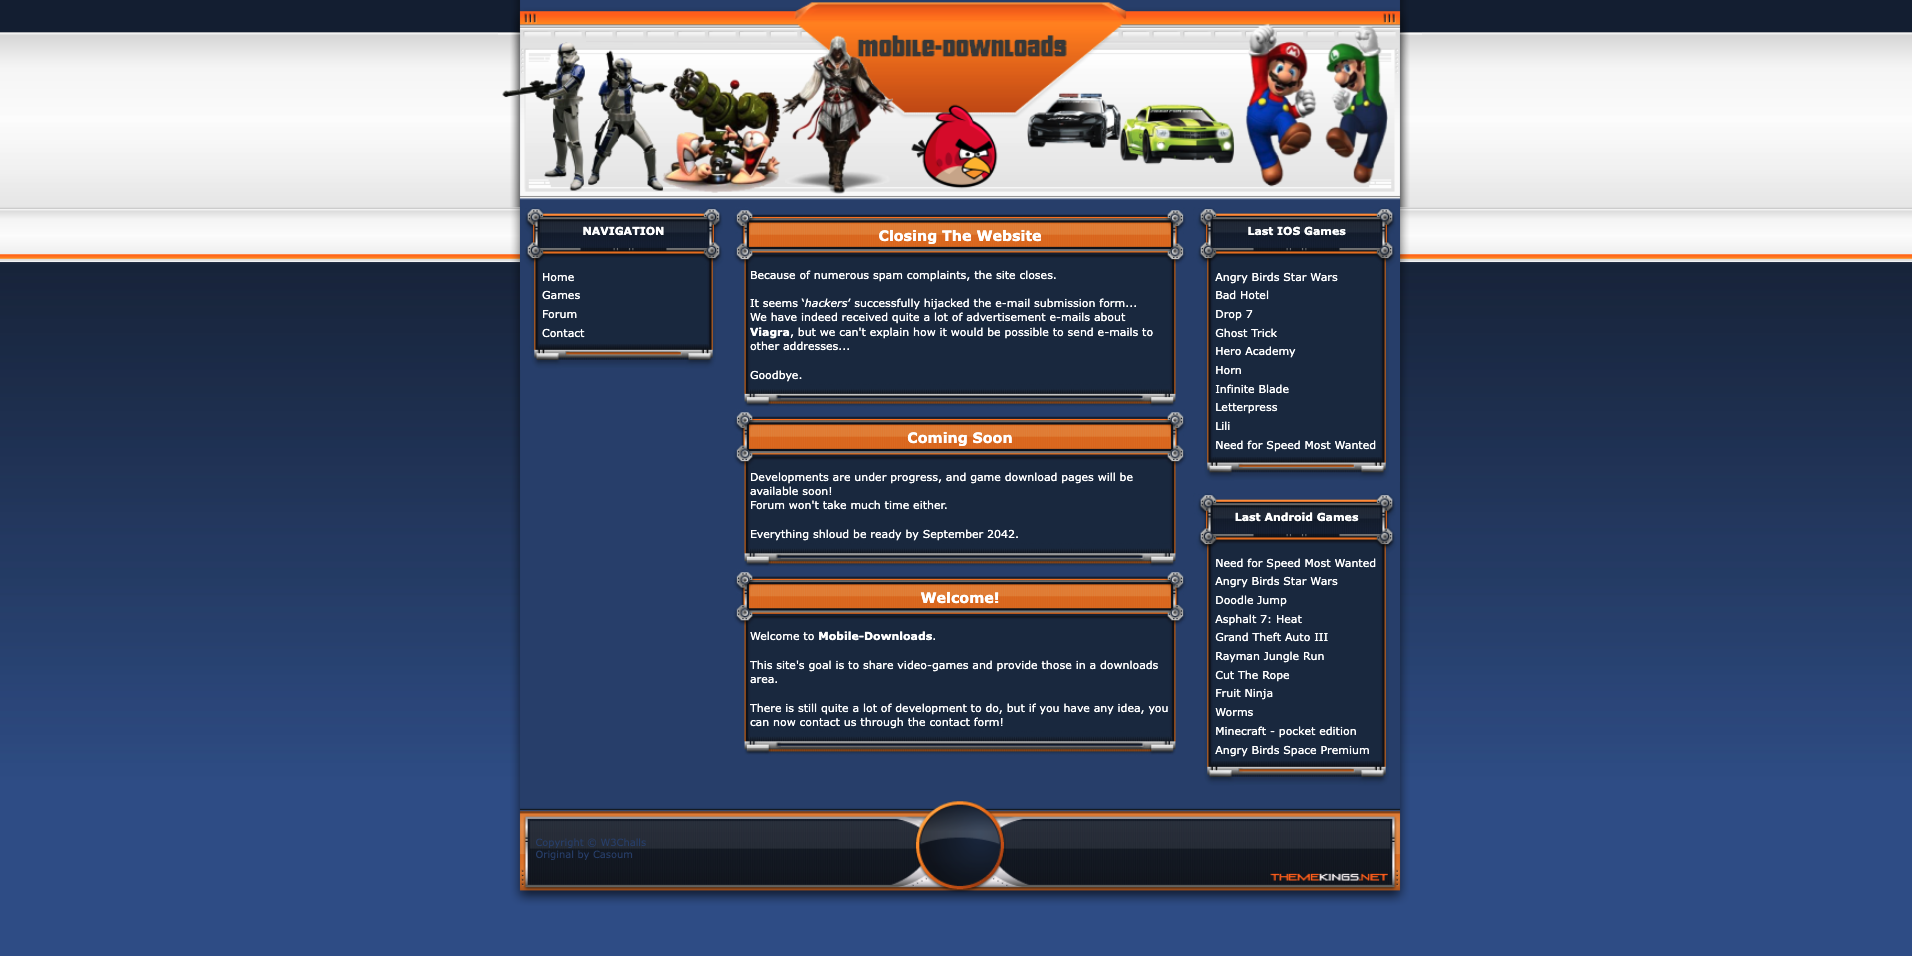 mobile-downloads
NAVIGATION
Home
Games
Forum
Contact
Closing The Website
Because of numerous spam complaints, the site closes.
It seems ‘hackers’ successfully hijacked the e-mail submission form...
We have indeed received quite a lot of advertisement e-mails about
Viagra, but we can't explain how it would be possible to send e-mails to
other addresses...
Goodbye.
Coming Soon
Developments are under progress, and game download pages will be
available soon!
Forum won't take much time either.
Everything shloud be ready by September 2042.
Welcome!
Welcome to Mobile-Downloads.
This site's goal is to share video-games and provide those in a downloads
area.
There is still quite a lot of development to do, but if you have any idea, you
can now contact us through the contact form!
Last IOS Games
Angry Birds Star Wars
Bad Hotel
Drop 7
Ghost Trick
Hero Academy
Horn
Infinite Blade
Letterpress
Lili
Need for Speed Most Wanted
Last Android Games
Need for Speed Most Wanted
Angry Birds Star Wars
Doodle Jump
Asphalt 7: Heat
Grand Theft Auto III
Rayman Jungle Run
Cut The Rope
Fruit Ninja
Worms
Minecraft - pocket edition
Angry Birds Space Premium
Copyright © W3Challs
Original by Casoum
THEMEKINGS.NET